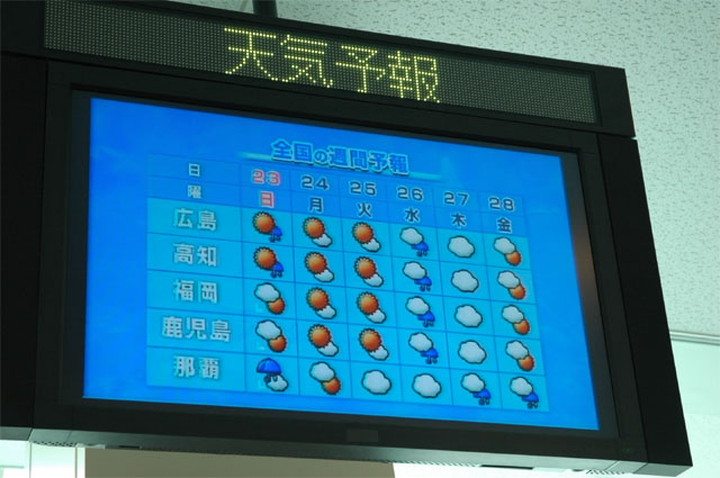 天気予報
全国の週間予報
日 23 24 25 26 27 28
曜 日 月 火 水 木 金
広島
高知
福岡
鹿児島
那覇